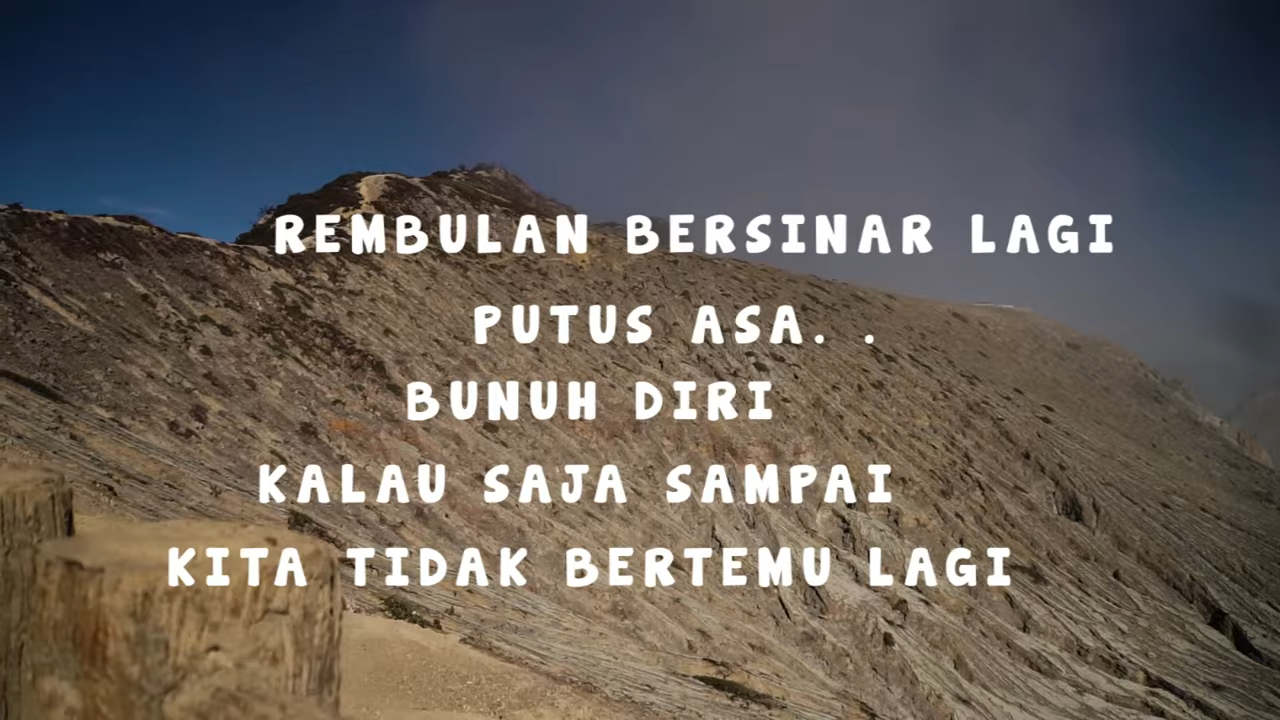 REMBULAN BERSINAR LAGI
PUTUS ASA. .
BUNUH DIRI
KALAU SAJA SAMPAI
KITA TIDAK BERTEMU LAGI